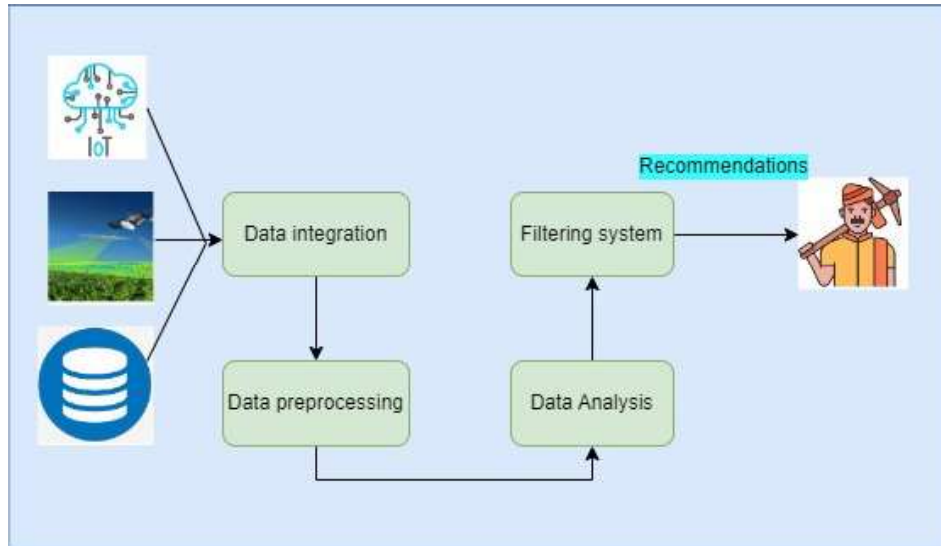 IoT
Recommendations
Data integration
Filtering system
Data preprocessing
Data Analysis